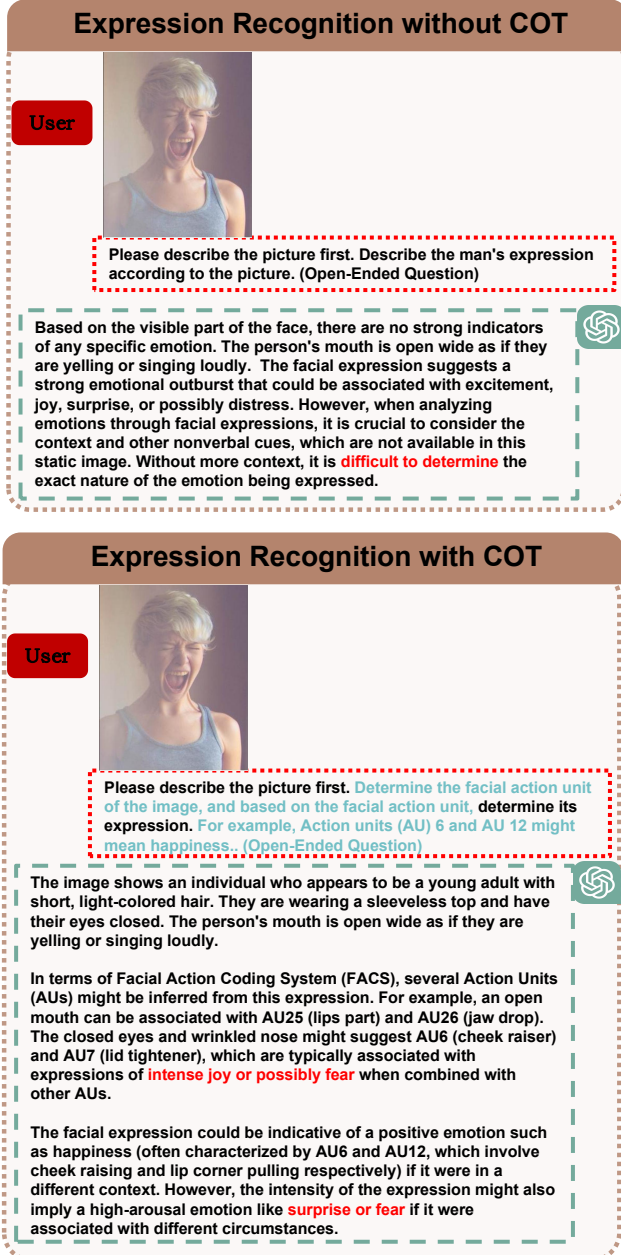 Expression Recognition without COT
User
Please describe the picture first. Describe the man's expression
according to the picture. (Open-Ended Question)
Based on the visible part of the face, there are no strong indicators
of any specific emotion. The person's mouth is open wide as if they
are yelling or singing loudly. The facial expression suggests a
strong emotional outburst that could be associated with excitement,
joy, surprise, or possibly distress. However, when analyzing
emotions through facial expressions, it is crucial to consider the
context and other nonverbal cues, which are not available in this
static image. Without more context, it is difficult to determine the
exact nature of the emotion being expressed.
Expression Recognition with COT
User
Please describe the picture first. Determine the facial action unit
of the image, and based on the facial action unit, determine its
expression. For example, Action units (AU) 6 and AU 12 might
mean happiness.. (Open-Ended Question)
The image shows an individual who appears to be a young adult with
short, light-colored hair. They are wearing a sleeveless top and have
their eyes closed. The person's mouth is open wide as if they are
yelling or singing loudly.
In terms of Facial Action Coding System (FACS), several Action Units
(AUs) might be inferred from this expression. For example, an open
mouth can be associated with AU25 (lips part) and AU26 (jaw drop).
The closed eyes and wrinkled nose might suggest AU6 (cheek raiser)
and AU7 (lid tightener), which are typically associated with
expressions of intense joy or possibly fear when combined with
other AUs.
The facial expression could be indicative of a positive emotion such
as happiness (often characterized by AU6 and AU12, which involve
cheek raising and lip corner pulling respectively) if it were in a
different context. However, the intensity of the expression might also
imply a high-arousal emotion like surprise or fear if it were
associated with different circumstances.